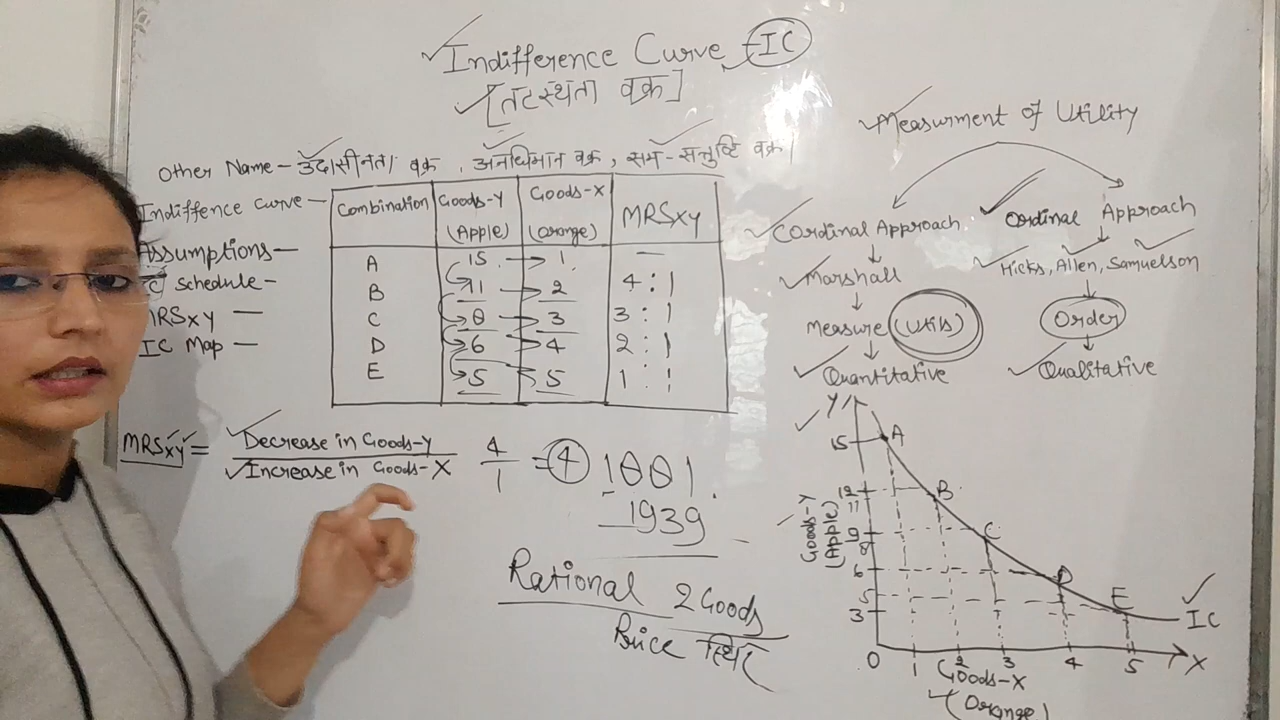 Indifference Curve - IC
[तटस्थता वक्र]
Other Name - उदासीनता वक्र, अनधिमान वक्र, सम-सन्तुष्टि वक्र
Indiffence curve -
Assumptions -
IC Schedule -
MRSxy -
IC Map -
Combination Goods-Y (Apple) Goods-X (orange) MRSxy
A 15 1 -
B 11 2 4:1
C 8 3 3:1
D 6 4 2:1
E 5 5 1:1
MRSxy = Decrease in Goods-Y
Increase in Goods-X
4/1 = 4
1881
1939
Rational 2 Goods
Price स्थिर
Measurment of Utility
Cardinal Approach
Marshall
Measure (Utils)
Quantitative
Ordinal Approach
Hicks, Allen, Samuelson
Order
Qualitative
Y
15 A
12 B
11
10 C
8
6 D
5 E
3
IC
Goods-Y
(Apple)
0 1 2 3 4 5 X
Goods-X
(Orange)